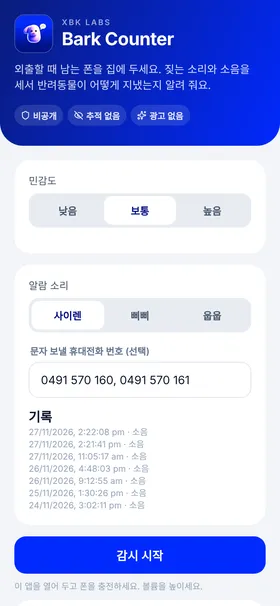 XBK LABS
Bark Counter
외출할 때 남는 폰을 집에 두세요. 짖는 소리와 소음을
세서 반려동물이 어떻게 지냈는지 알려 줘요.
비공개
추적 없음
광고 없음
민감도
낮음
보통
높음
알람 소리
사이렌
삐삐
웁웁
문자 보낼 휴대전화 번호 (선택)
0491 570 160, 0491 570 161
기록
27/11/2026, 2:22:08 pm · 소음
27/11/2026, 2:21:41 pm · 소음
27/11/2026, 11:05:17 am · 소음
26/11/2026, 4:48:03 pm · 소음
26/11/2026, 9:12:55 am · 소음
25/11/2026, 1:30:26 pm · 소음
24/11/2026, 3:02:11 pm · 소음
감시 시작
이 앱을 열어 두고 폰을 충전하세요. 볼륨을 높이세요.